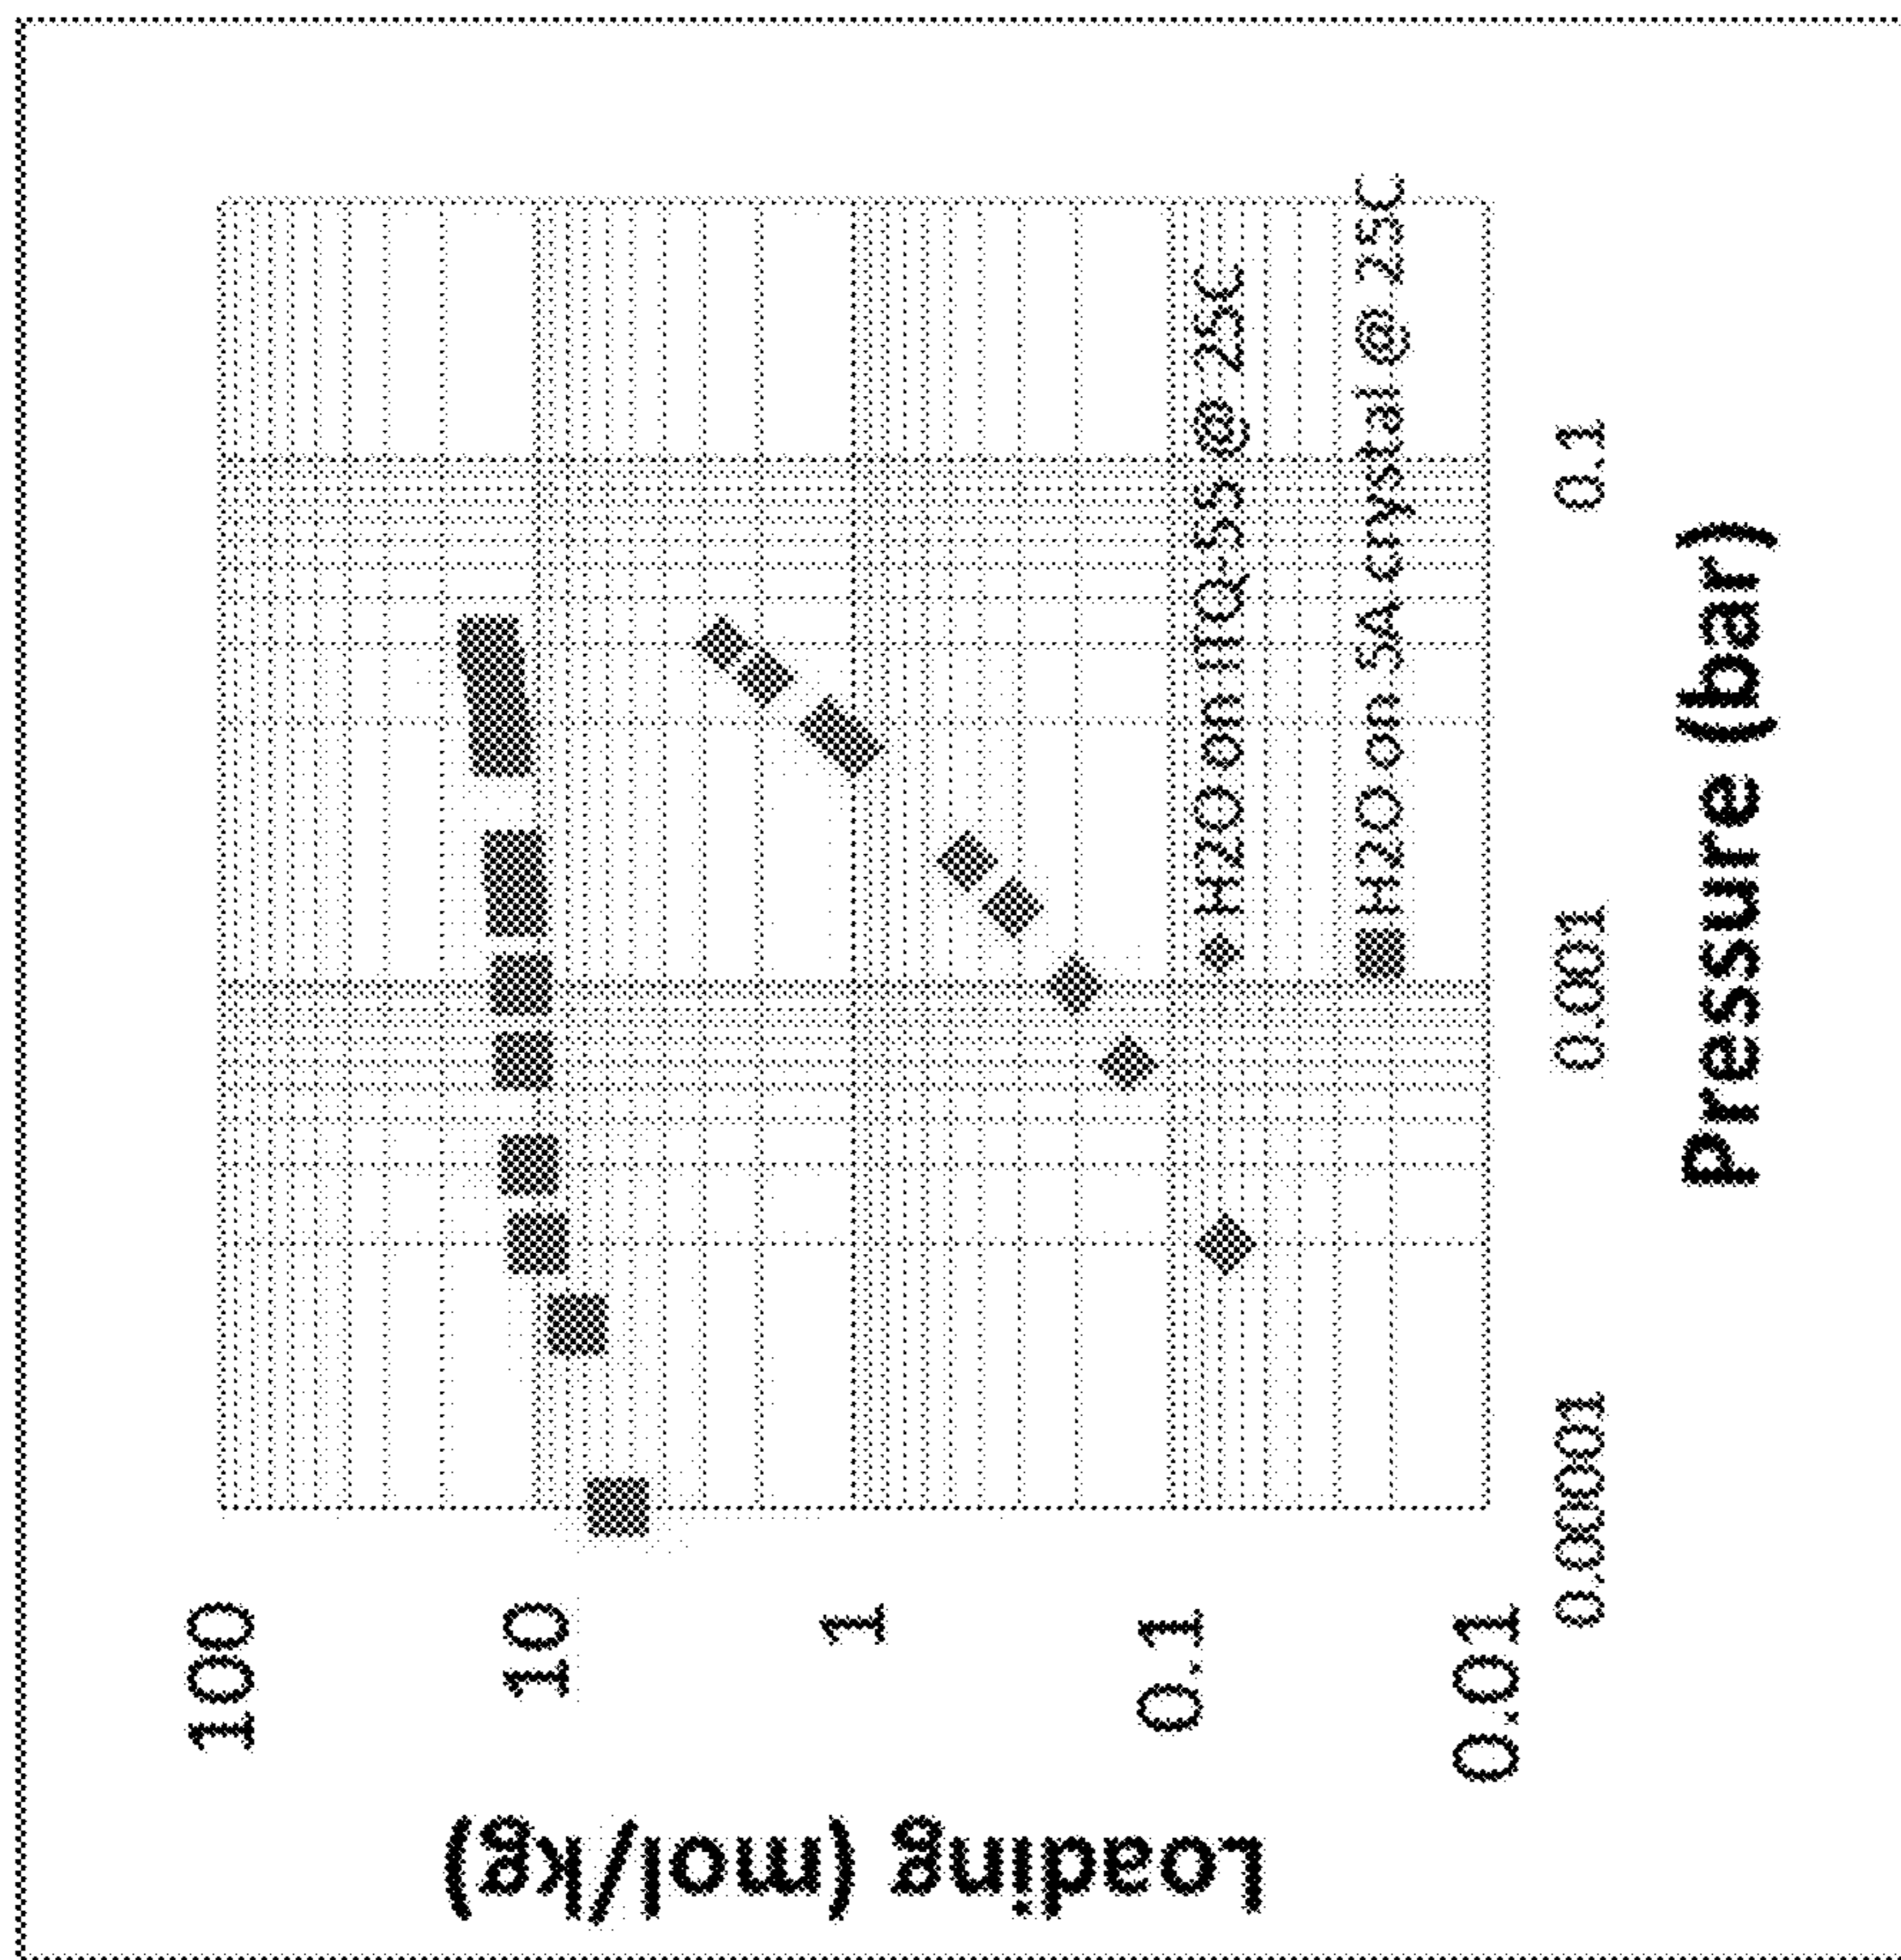 Loading (mol/kg)
100
10
1
0.1
0.01
H2O on ITQ-55 @ 25C
H2O on 5A crystal @ 25C
0.00001
0.001
0.1
Pressure (bar)